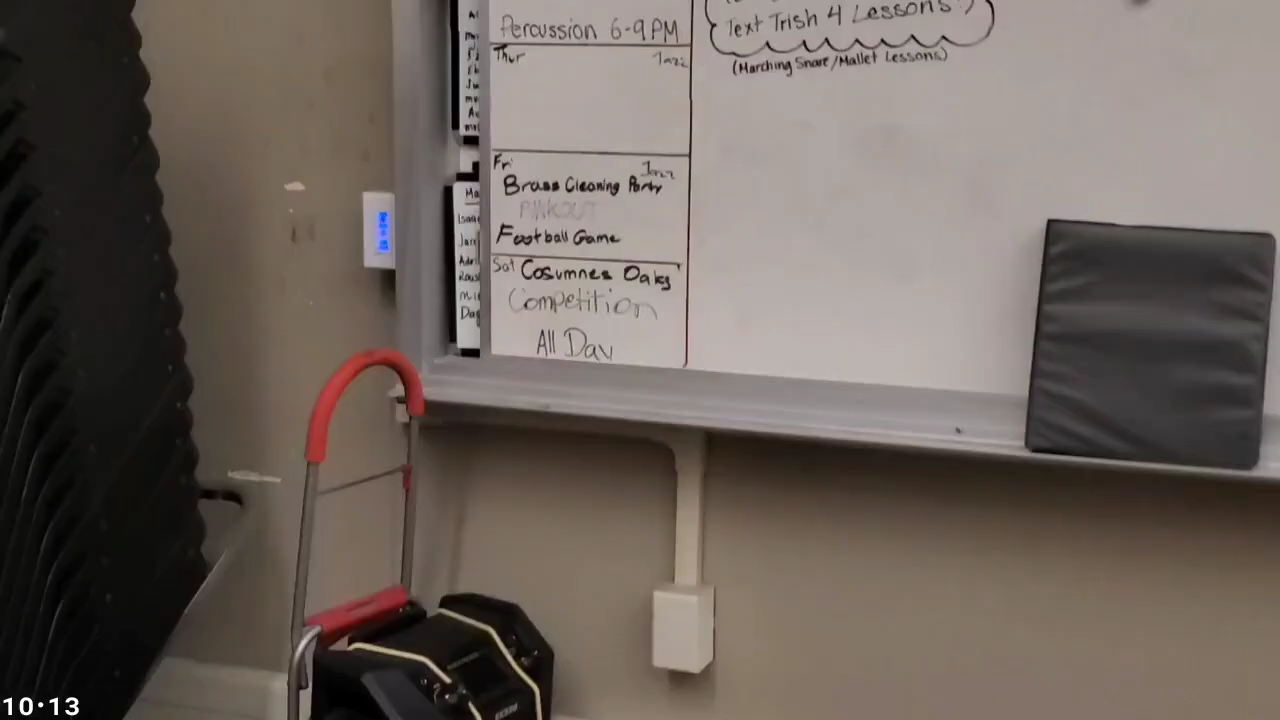 Percussion 6-9PM
Text Trish 4 Lessons!)
(Marching Snare/Mallet Lessons)
Thur Jazz
Fri Jazz
Brass Cleaning Party
PINKOUT
Football Game
Sat Cosumnes Oaks
Competition
All Day
10·13